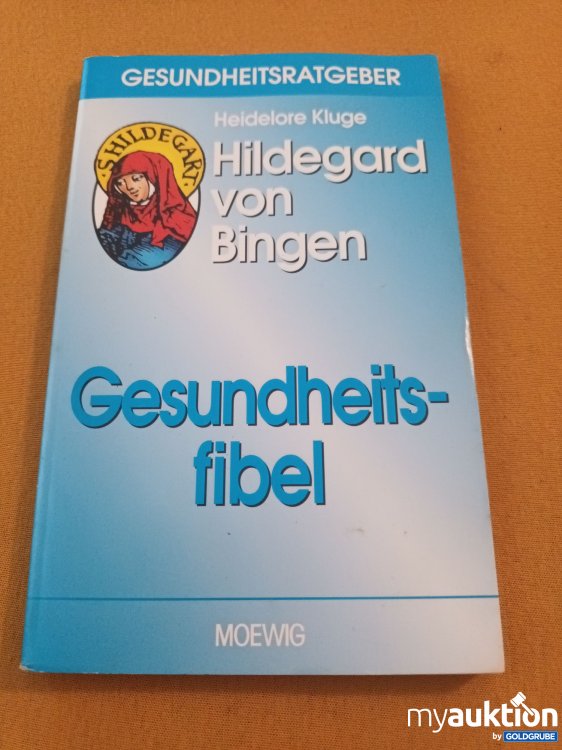 GESUNDHEITSRATGEBER
Heidelore Kluge
S HILDEGART.
Hildegard
von
Bingen
Gesundheits-
fibel
MOEWIG
myauktion
by GOLDGRUBE